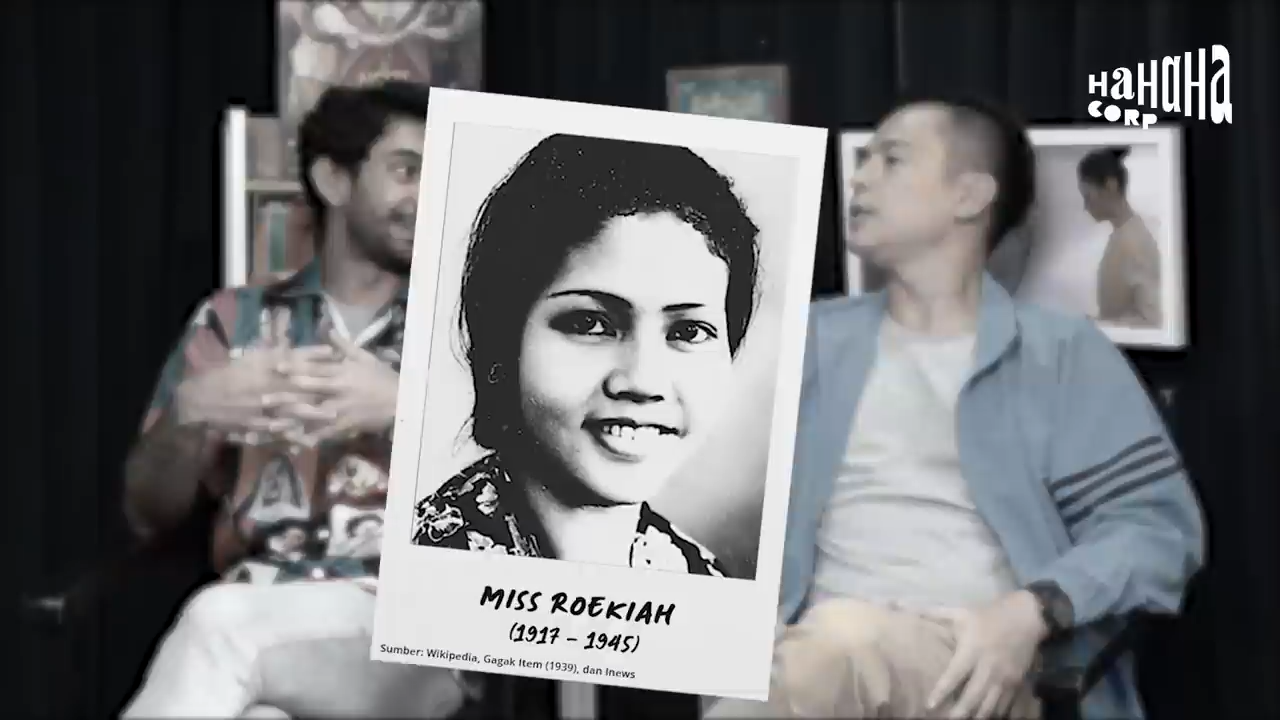 HaHaHa
CORP
MISS ROEKIAH
(1917 – 1945)
Sumber: Wikipedia, Gagak Item (1939), dan Inews